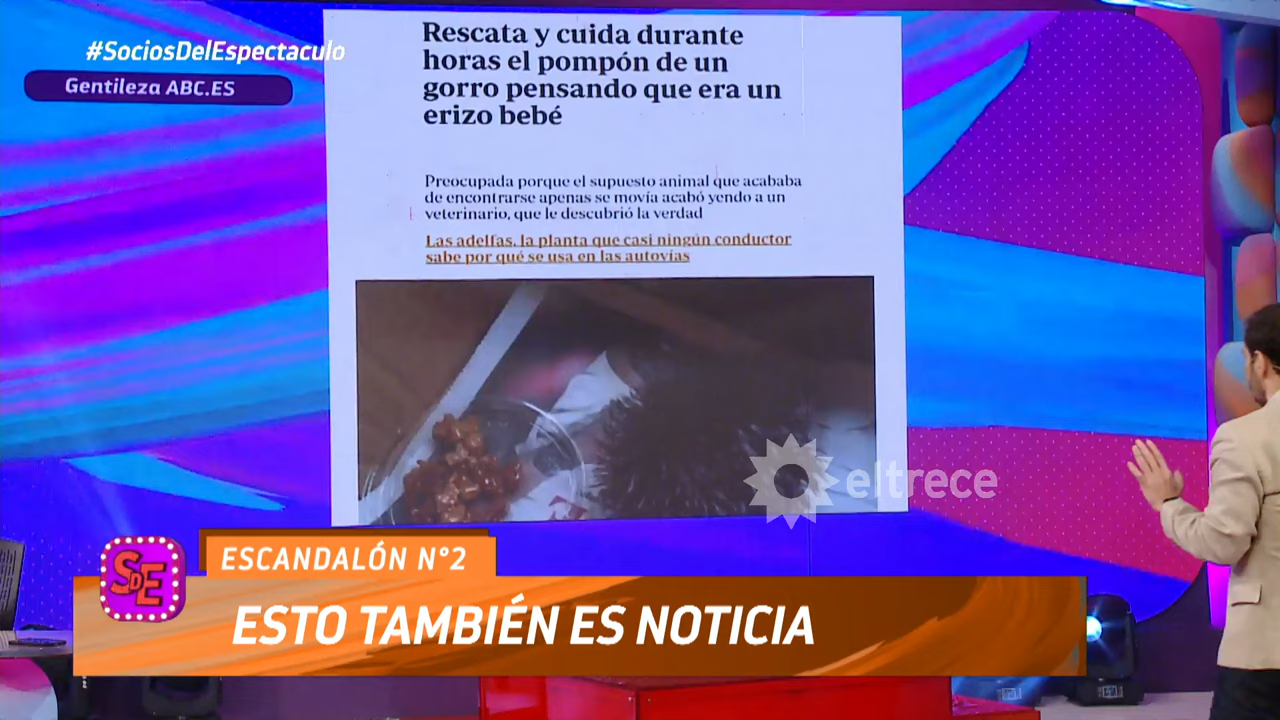 #SociosDelEspectaculo
Gentileza ABC.ES
Rescata y cuida durante
horas el pompón de un
gorro pensando que era un
erizo bebé
Preocupada porque el supuesto animal que acababa
de encontrarse apenas se movía acabó yendo a un
veterinario, que le descubrió la verdad
Las adelfas, la planta que casi ningún conductor
sabe por qué se usa en las autovías
eltrece
SDE
ESCANDALÓN N°2
ESTO TAMBIÉN ES NOTICIA